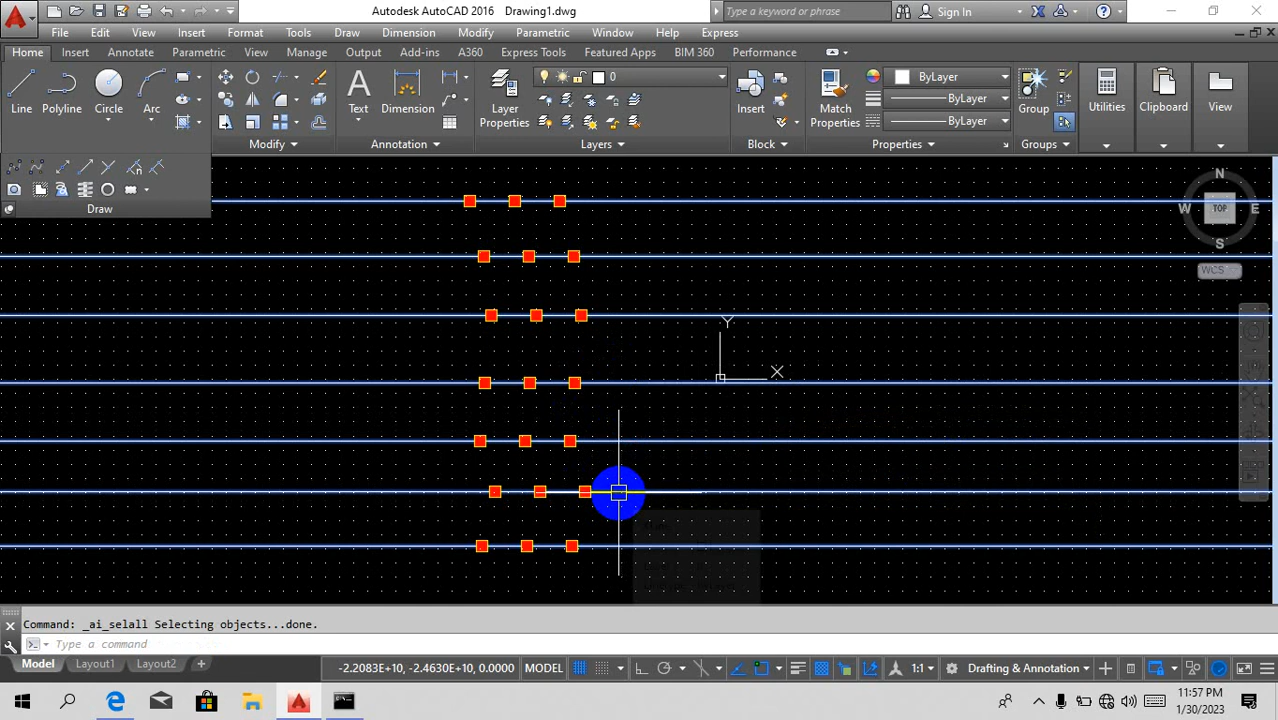 Autodesk AutoCAD 2016 Drawing1.dwg
Type a keyword or phrase
Sign In
File Edit View Insert Format Tools Draw Dimension Modify Parametric Window Help Express
Home Insert Annotate Parametric View Manage Output Add-ins A360 Express Tools Featured Apps BIM 360 Performance
Line Polyline Circle Arc
Text Dimension
Layer Properties
0
Insert
Match Properties
ByLayer
ByLayer
ByLayer
Group
Utilities
Clipboard
View
Modify Annotation Layers Block Properties Groups
Draw
N
W TOP E
S
WCS
Y
X
Command: _ai_selall Selecting objects...done.
Type a command
Model Layout1 Layout2 +
-2.2083E+10, -2.4630E+10, 0.0000 MODEL
1:1
Drafting & Annotation
11:57 PM
1/30/2023